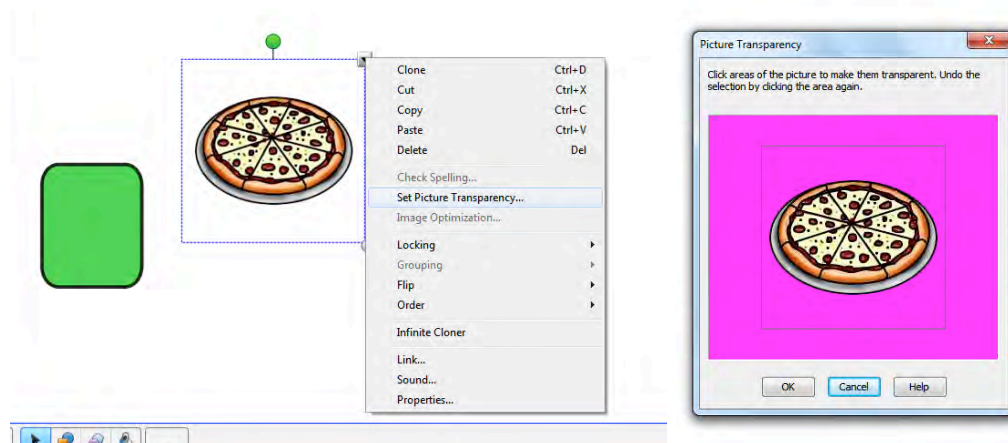 Clone Ctrl+D
Cut Ctrl+X
Copy Ctrl+C
Paste Ctrl+V
Delete Del
Check Spelling...
Set Picture Transparency...
Image Optimization...
Locking
Grouping
Flip
Order
Infinite Cloner
Link...
Sound...
Properties...
Picture Transparency
Click areas of the picture to make them transparent. Undo the
selection by clicking the area again.
OK Cancel Help